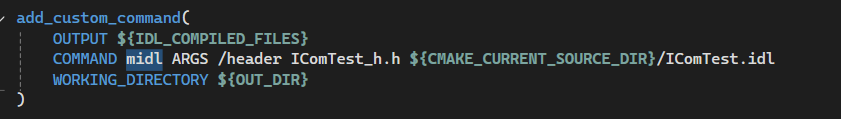 add_custom_command(
OUTPUT ${IDL_COMPILED_FILES}
COMMAND midl ARGS /header IComTest_h.h ${CMAKE_CURRENT_SOURCE_DIR}/IComTest.idl
WORKING_DIRECTORY ${OUT_DIR}
)